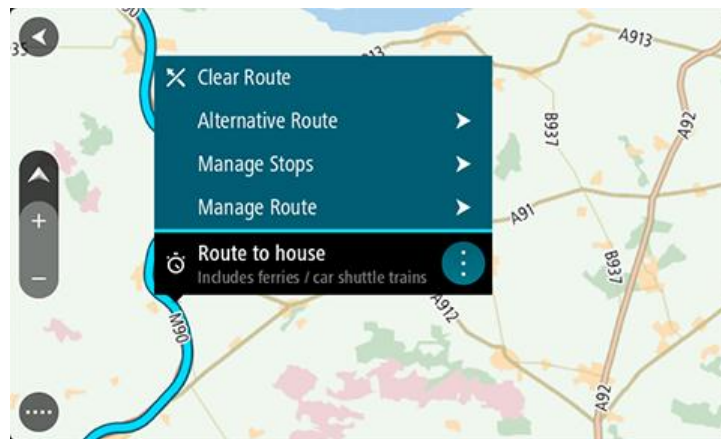 A913
A913
Clear Route
Alternative Route
B937
A92
Manage Stops
Manage Route
A91
Route to house
Includes ferries / car shuttle trains
B937
A912
M90
A92